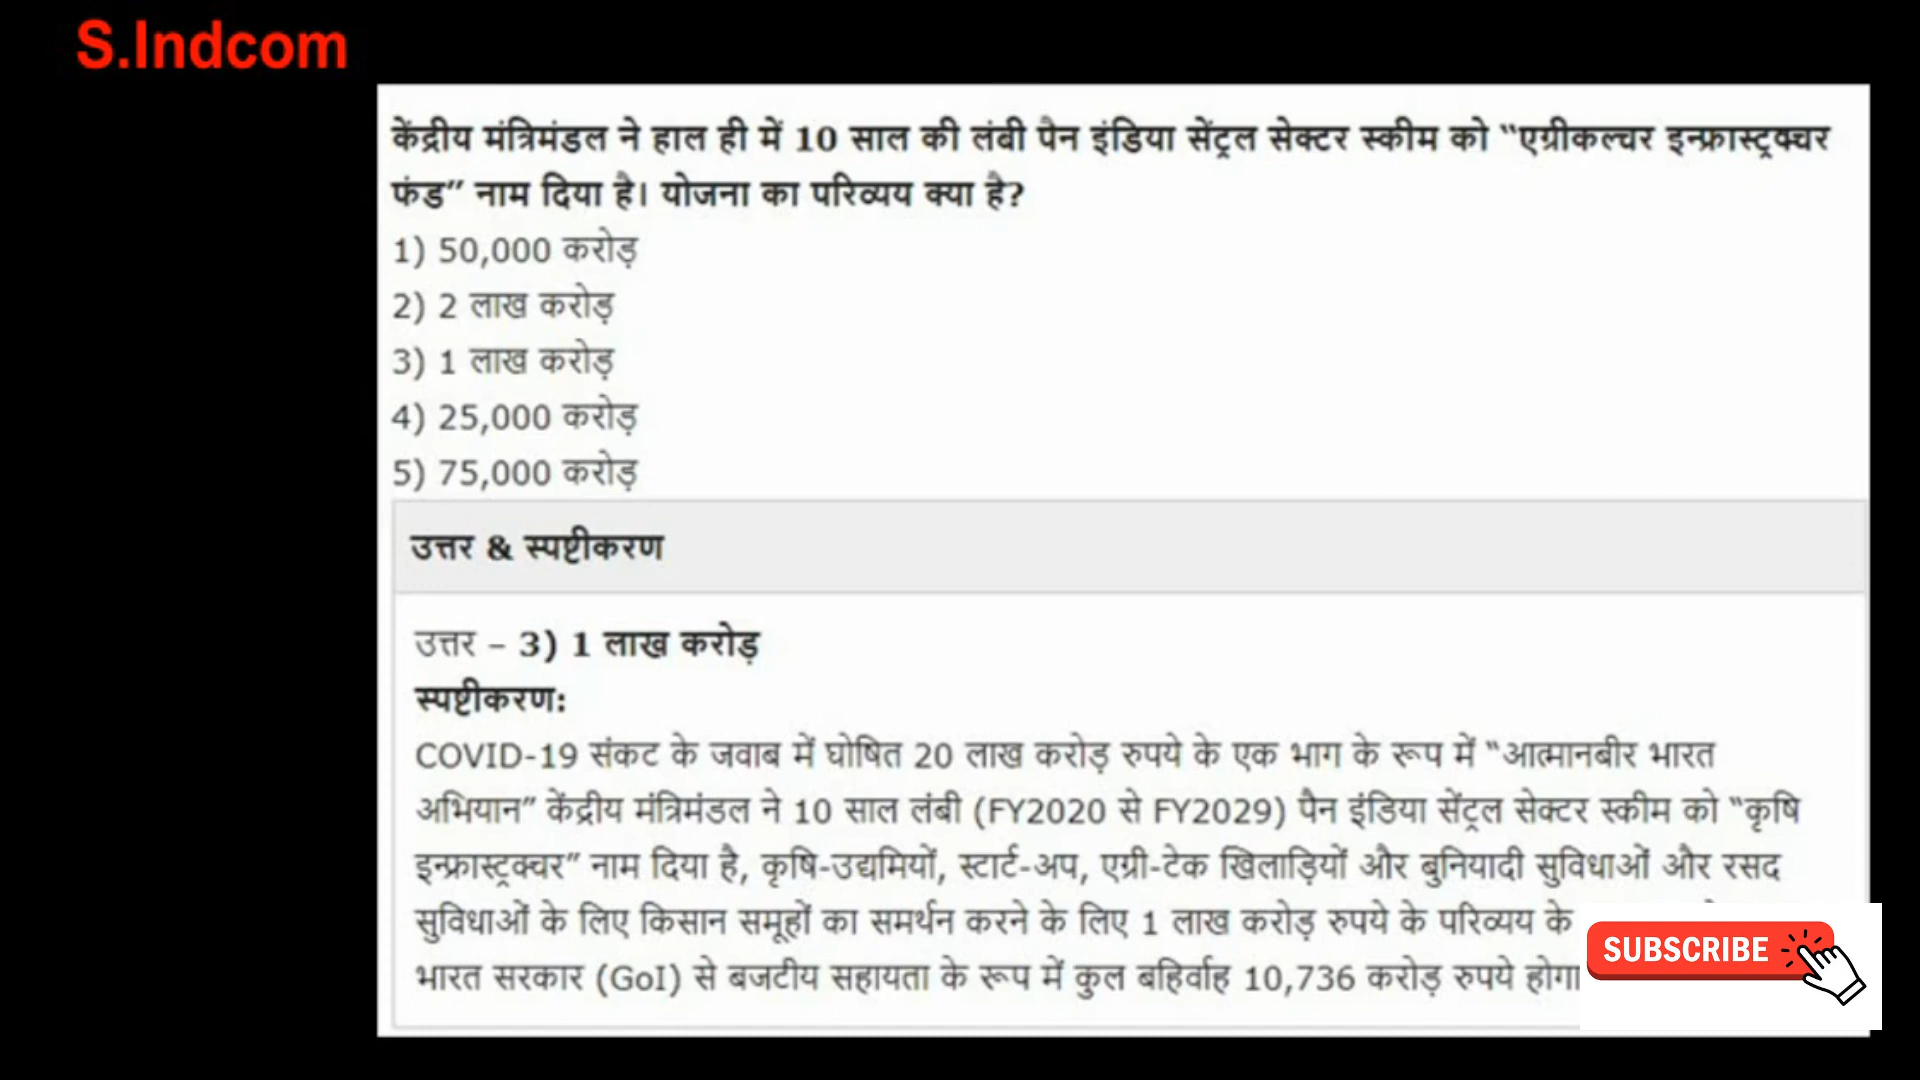 S.Indcom
केंद्रीय मंत्रिमंडल ने हाल ही में 10 साल की लंबी पैन इंडिया सेंट्रल सेक्टर स्कीम को “एग्रीकल्चर इन्फ्रास्ट्रक्चर
फंड” नाम दिया है। योजना का परिव्यय क्या है?
1) 50,000 करोड़
2) 2 लाख करोड़
3) 1 लाख करोड़
4) 25,000 करोड़
5) 75,000 करोड़
उत्तर & स्पष्टीकरण
उत्तर – 3) 1 लाख करोड़
स्पष्टीकरण:
COVID-19 संकट के जवाब में घोषित 20 लाख करोड़ रुपये के एक भाग के रूप में “आत्मानबीर भारत
अभियान” केंद्रीय मंत्रिमंडल ने 10 साल लंबी (FY2020 से FY2029) पैन इंडिया सेंट्रल सेक्टर स्कीम को “कृषि
इन्फ्रास्ट्रक्चर” नाम दिया है, कृषि-उद्यमियों, स्टार्ट-अप, एग्री-टेक खिलाड़ियों और बुनियादी सुविधाओं और रसद
सुविधाओं के लिए किसान समूहों का समर्थन करने के लिए 1 लाख करोड़ रुपये के परिव्यय के
भारत सरकार (GoI) से बजटीय सहायता के रूप में कुल बहिर्वाह 10,736 करोड़ रुपये होगा
SUBSCRIBE